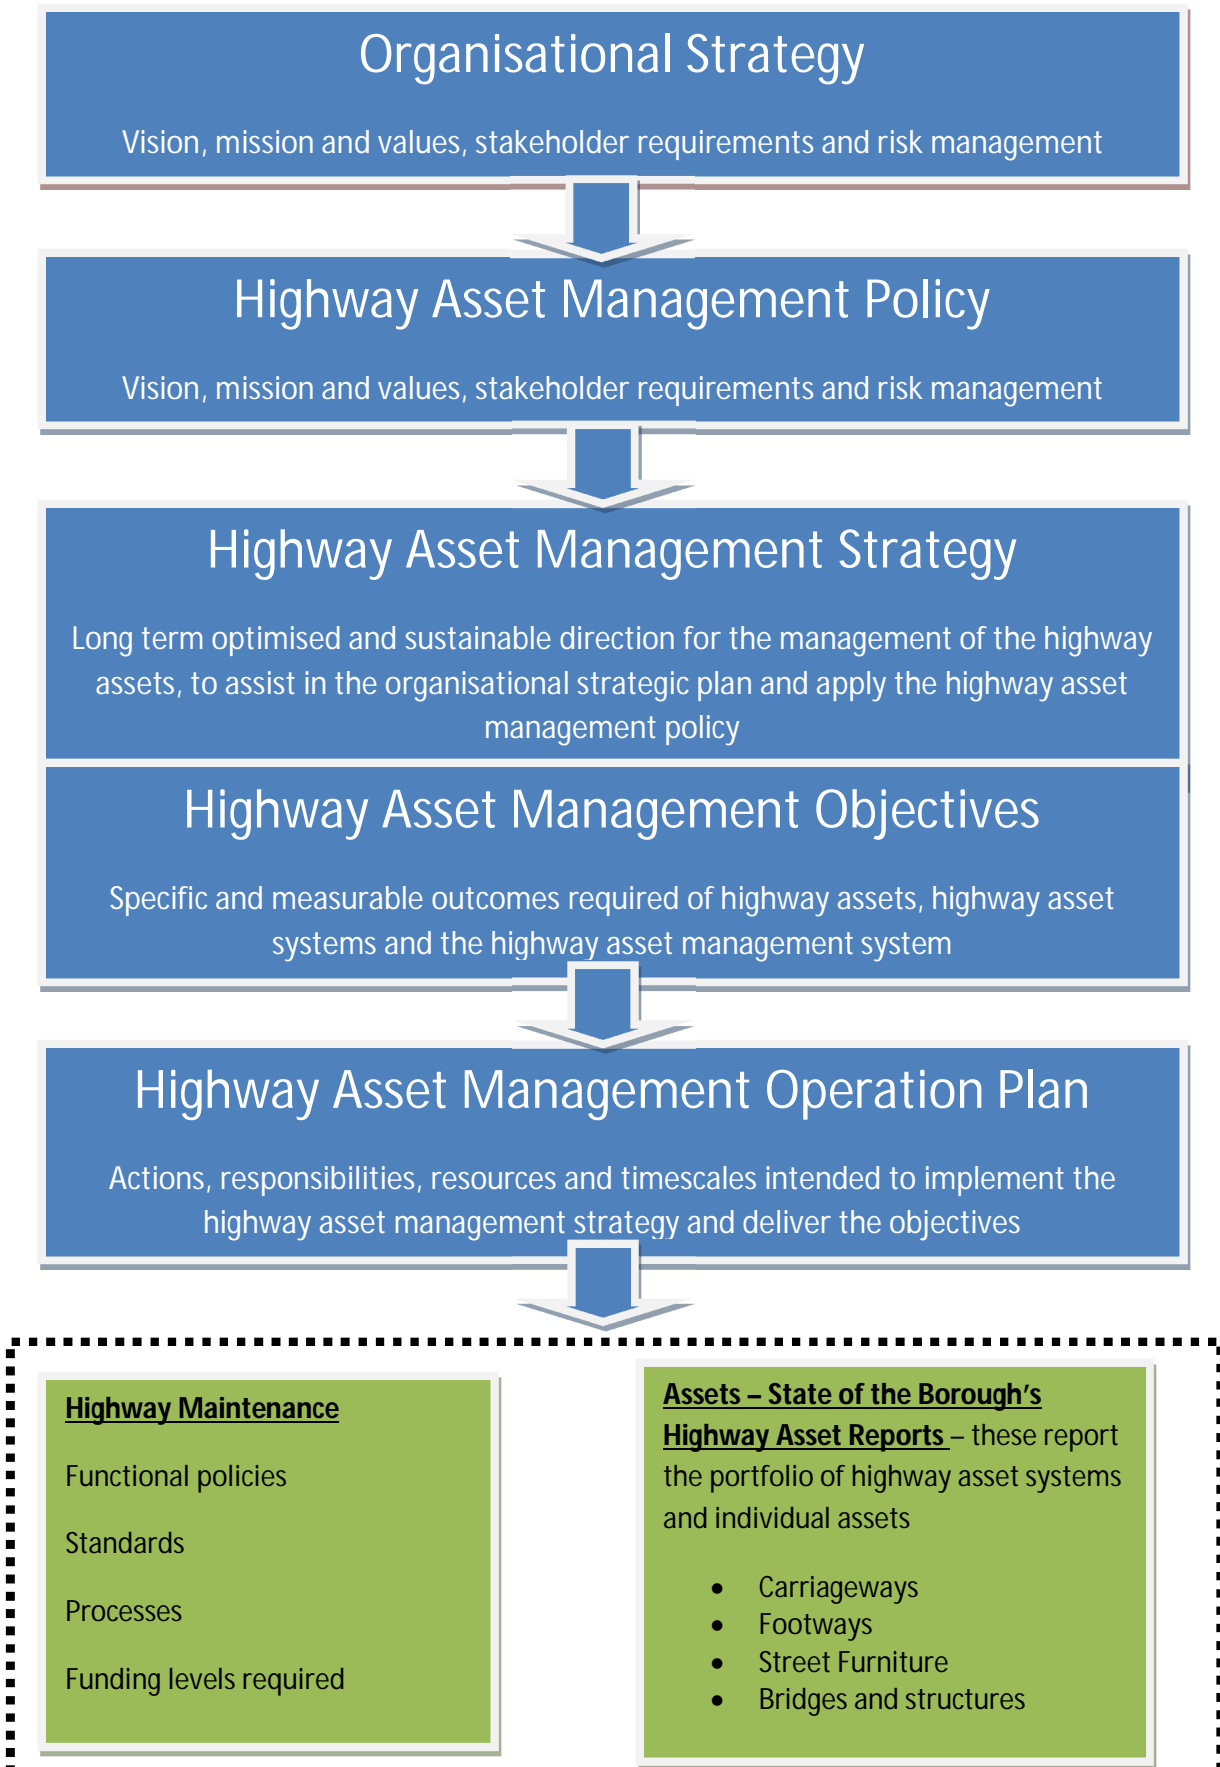 Organisational Strategy
Vision, mission and values, stakeholder requirements and risk management
Highway Asset Management Policy
Vision, mission and values, stakeholder requirements and risk management
Highway Asset Management Strategy
Long term optimised and sustainable direction for the management of the highway
assets, to assist in the organisational strategic plan and apply the highway asset
management policy
Highway Asset Management Objectives
Specific and measurable outcomes required of highway assets, highway asset
systems and the highway asset management system
Highway Asset Management Operation Plan
Actions, responsibilities, resources and timescales intended to implement the
highway asset management strategy and deliver the objectives
Highway Maintenance
Functional policies
Standards
Processes
Funding levels required
Assets – State of the Borough’s
Highway Asset Reports – these report
the portfolio of highway asset systems
and individual assets
• Carriageways
• Footways
• Street Furniture
• Bridges and structures